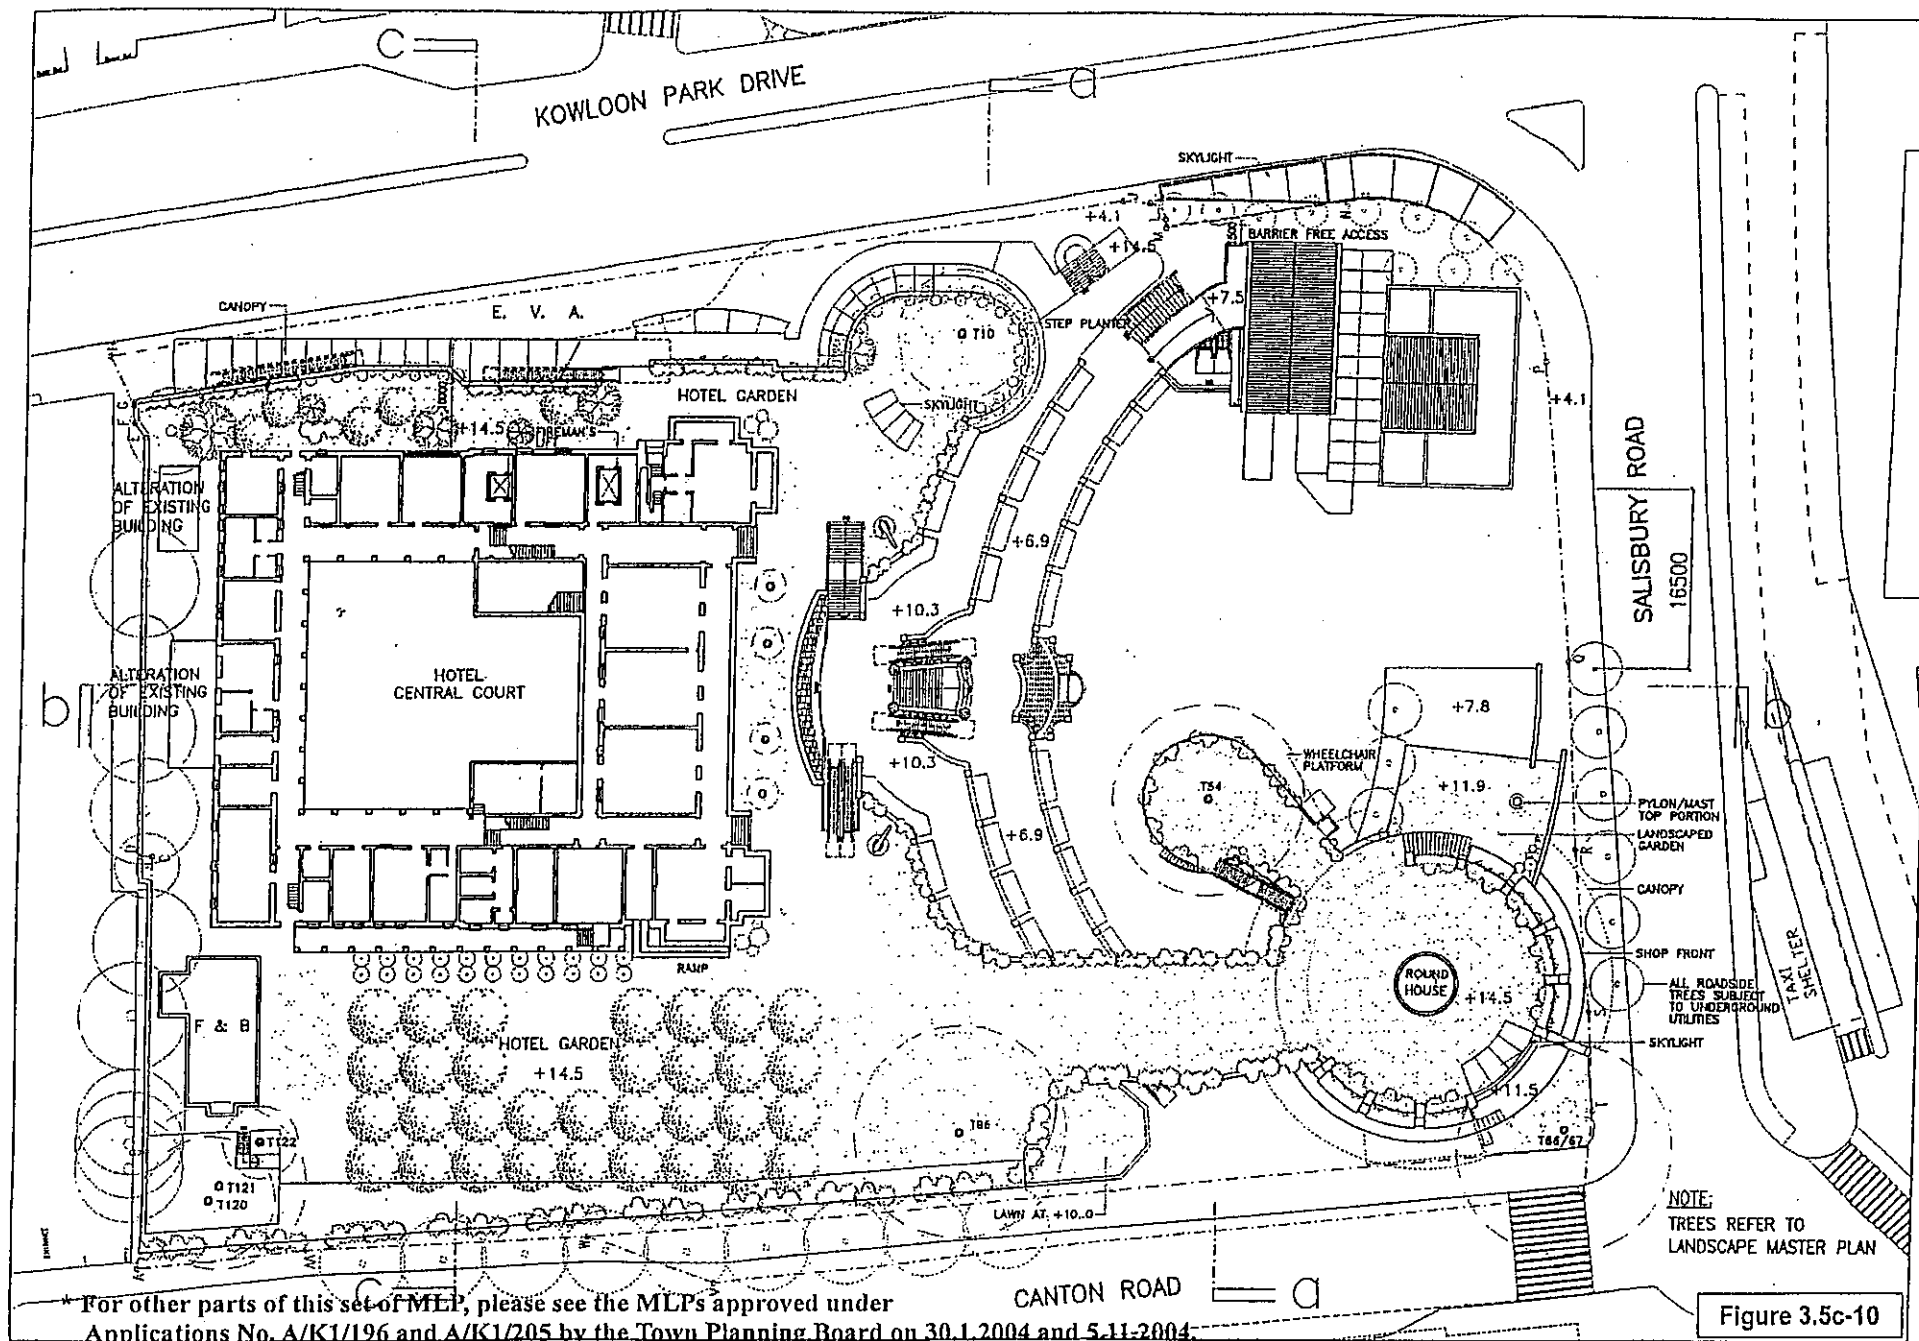 C
KOWLOON PARK DRIVE
a
SKYLIGHT
+4.1
+14.5
BARRIER FREE ACCESS
+7.5
CANOPY
E. V. A.
STEP PLANTER
T10
HOTEL GARDEN
SKYLIGHT
+14.5
FIREMAN'S
+4.1
SALISBURY ROAD
16500
ALTERATION
OF EXISTING
BUILDING
+6.9
+10.3
HOTEL
CENTRAL COURT
ALTERATION
OF EXISTING
BUILDING
b
+7.8
WHEELCHAIR
PLATFORM
+10.3
T54
+11.9
PYLON/MAST
TOP PORTION
LANDSCAPED
GARDEN
+6.9
CANOPY
SHOP FRONT
RAMP
ROUND
HOUSE
+14.5
ALL ROADSIDE
TREES SUBJECT
TO UNDERGROUND
UTILITIES
TAXI
SHELTER
F & B
HOTEL GARDEN
+14.5
SKYLIGHT
+11.5
T122
T86
T66/67
T121
T120
LAWN AT +10.0
NOTE:
TREES REFER TO
LANDSCAPE MASTER PLAN
C
CANTON ROAD
a
* For other parts of this set of MLP, please see the MLPs approved under
Applications No. A/K1/196 and A/K1/205 by the Town Planning Board on 30.1.2004 and 5-11-2004.
Figure 3.5c-10